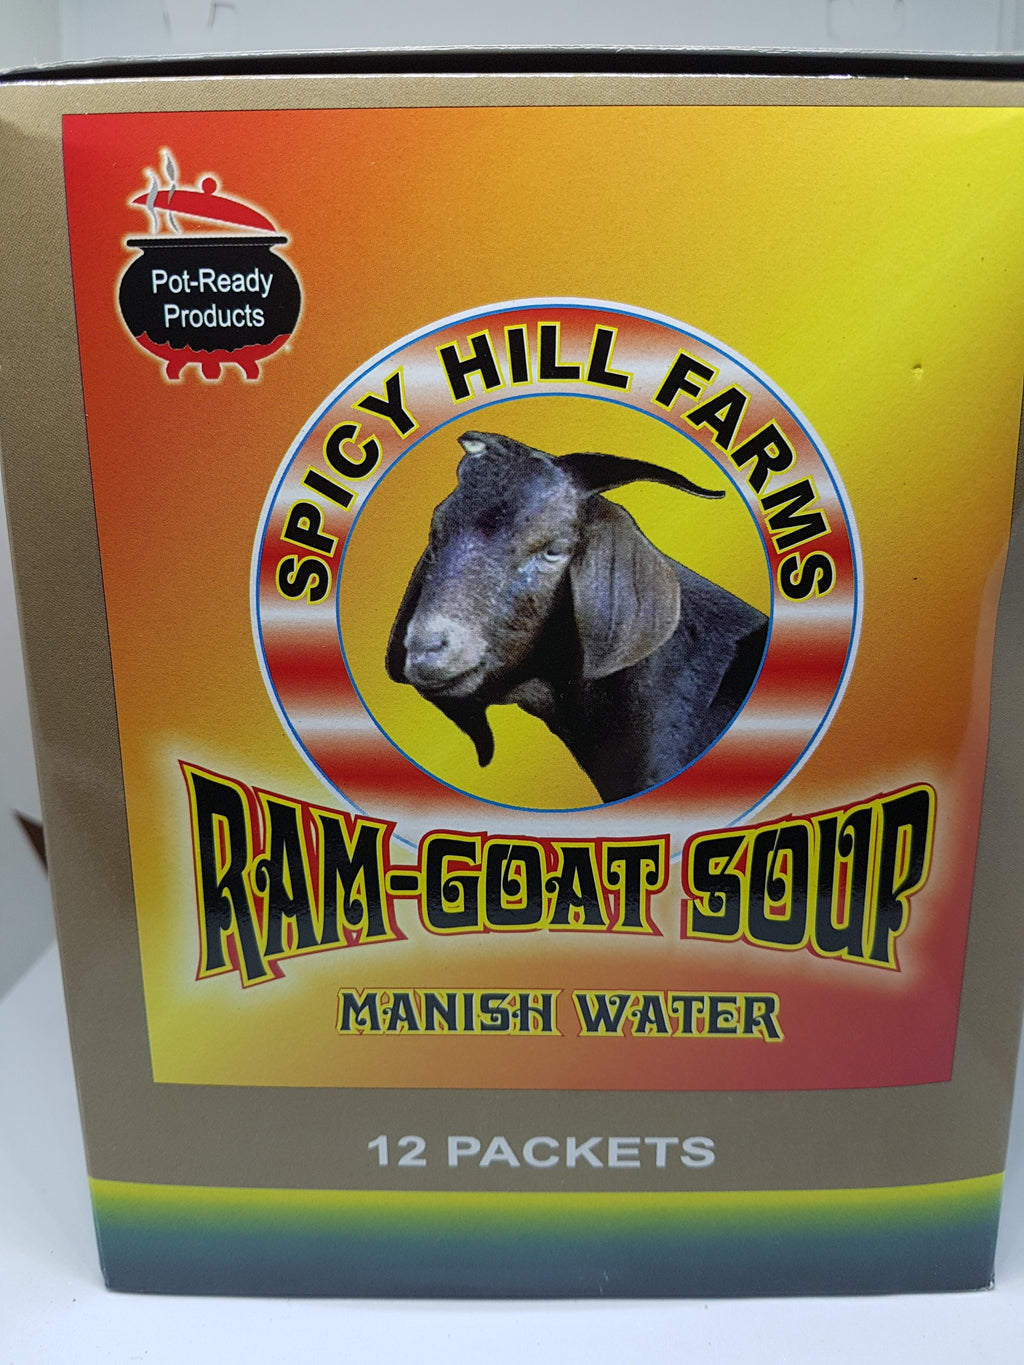 Pot-Ready
Products
SPICY HILL FARMS
RAM-GOAT SOUP
MANISH WATER
12 PACKETS